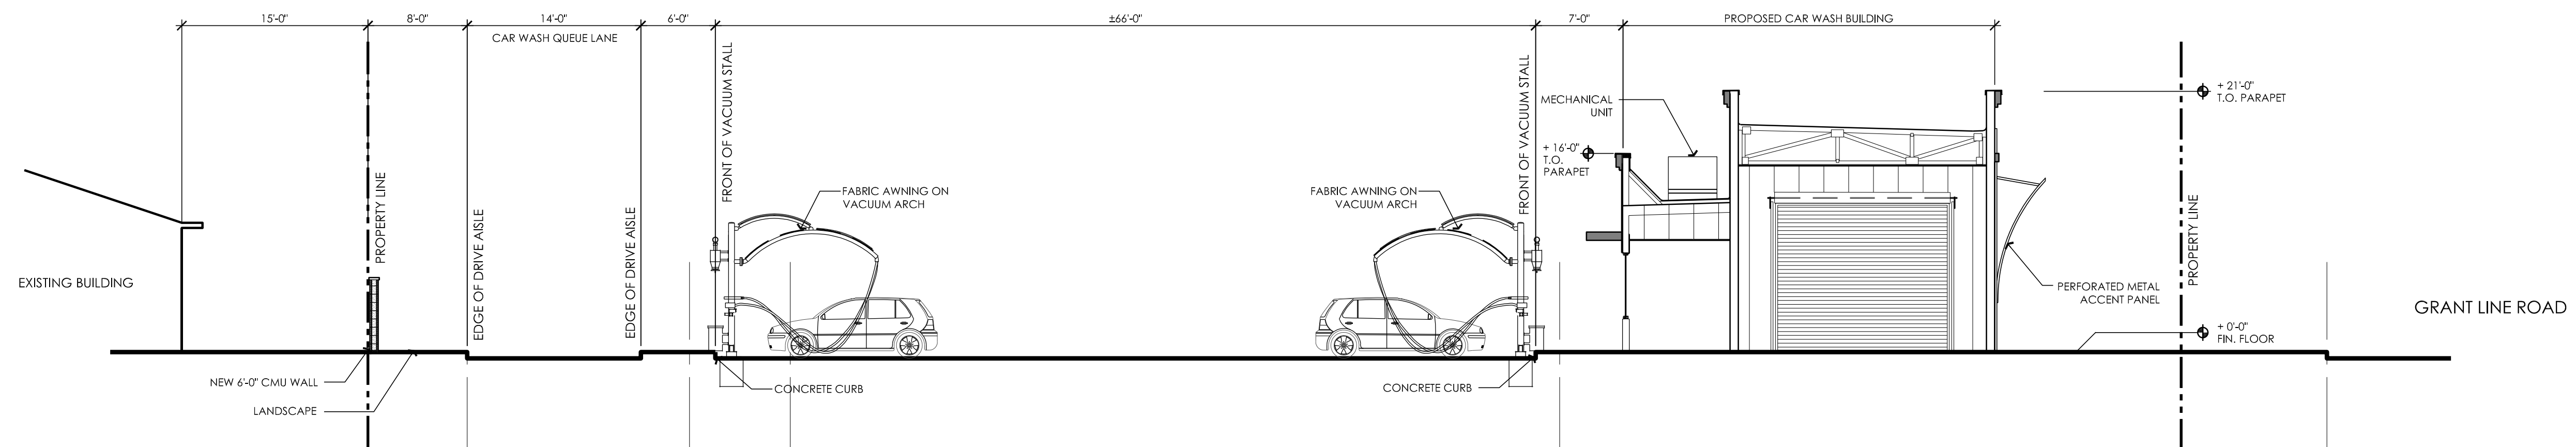 15'-0"
8'-0"
14'-0"
6'-0"
±66'-0"
7'-0"
PROPOSED CAR WASH BUILDING
CAR WASH QUEUE LANE
FRONT OF VACUUM STALL
FRONT OF VACUUM STALL
MECHANICAL
UNIT
+ 21'-0"
T.O. PARAPET
+ 16'-0"
T.O.
PARAPET
PROPERTY LINE
FABRIC AWNING ON
VACUUM ARCH
FABRIC AWNING ON
VACUUM ARCH
PROPERTY LINE
EDGE OF DRIVE AISLE
EDGE OF DRIVE AISLE
EXISTING BUILDING
PERFORATED METAL
ACCENT PANEL
GRANT LINE ROAD
+ 0'-0"
FIN. FLOOR
NEW 6'-0" CMU WALL
CONCRETE CURB
CONCRETE CURB
LANDSCAPE